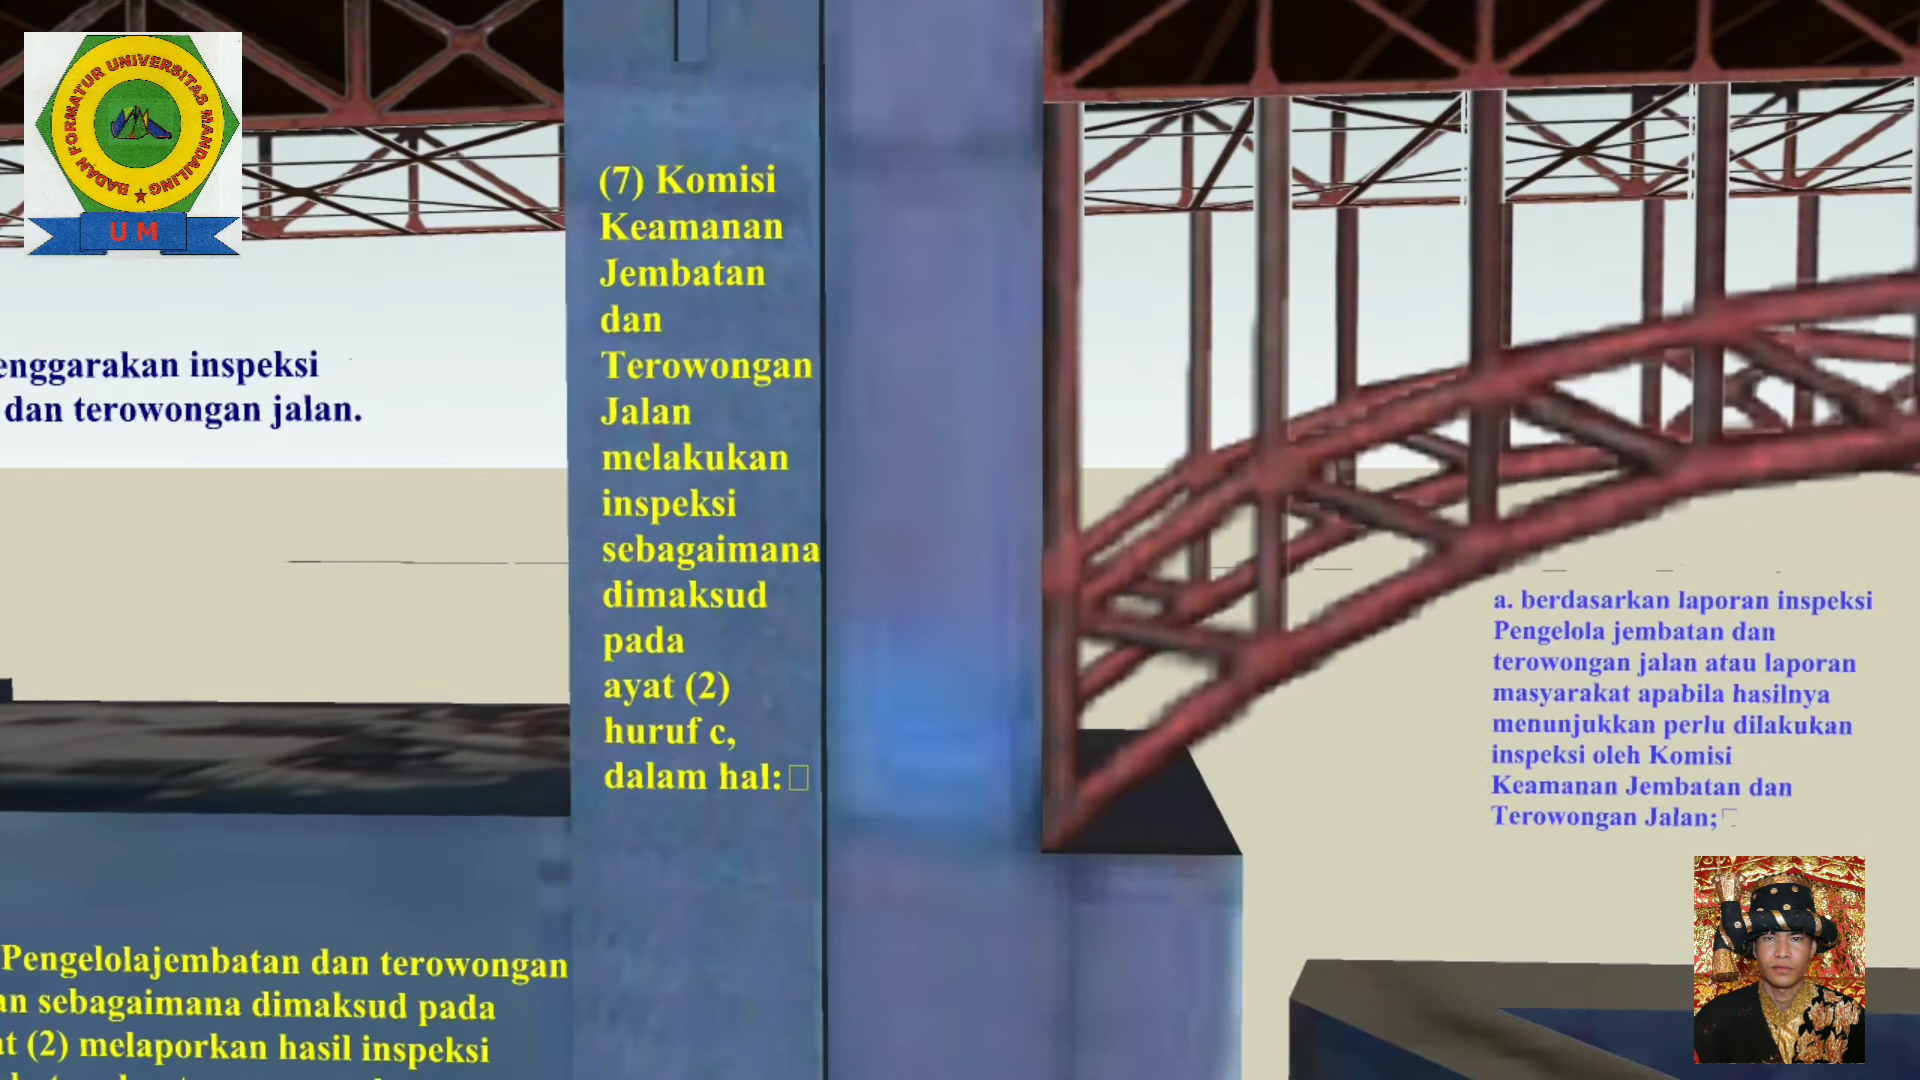 BADAN FORMATUR UNIVERSITAS MANDAILING
UM
enggarakan inspeksi
dan terowongan jalan.
(7) Komisi
Keamanan
Jembatan
dan
Terowongan
Jalan
melakukan
inspeksi
sebagaimana
dimaksud
pada
ayat (2)
huruf c,
dalam hal:
a. berdasarkan laporan inspeksi
Pengelola jembatan dan
terowongan jalan atau laporan
masyarakat apabila hasilnya
menunjukkan perlu dilakukan
inspeksi oleh Komisi
Keamanan Jembatan dan
Terowongan Jalan;
Pengelolajembatan dan terowongan
an sebagaimana dimaksud pada
at (2) melaporkan hasil inspeksi